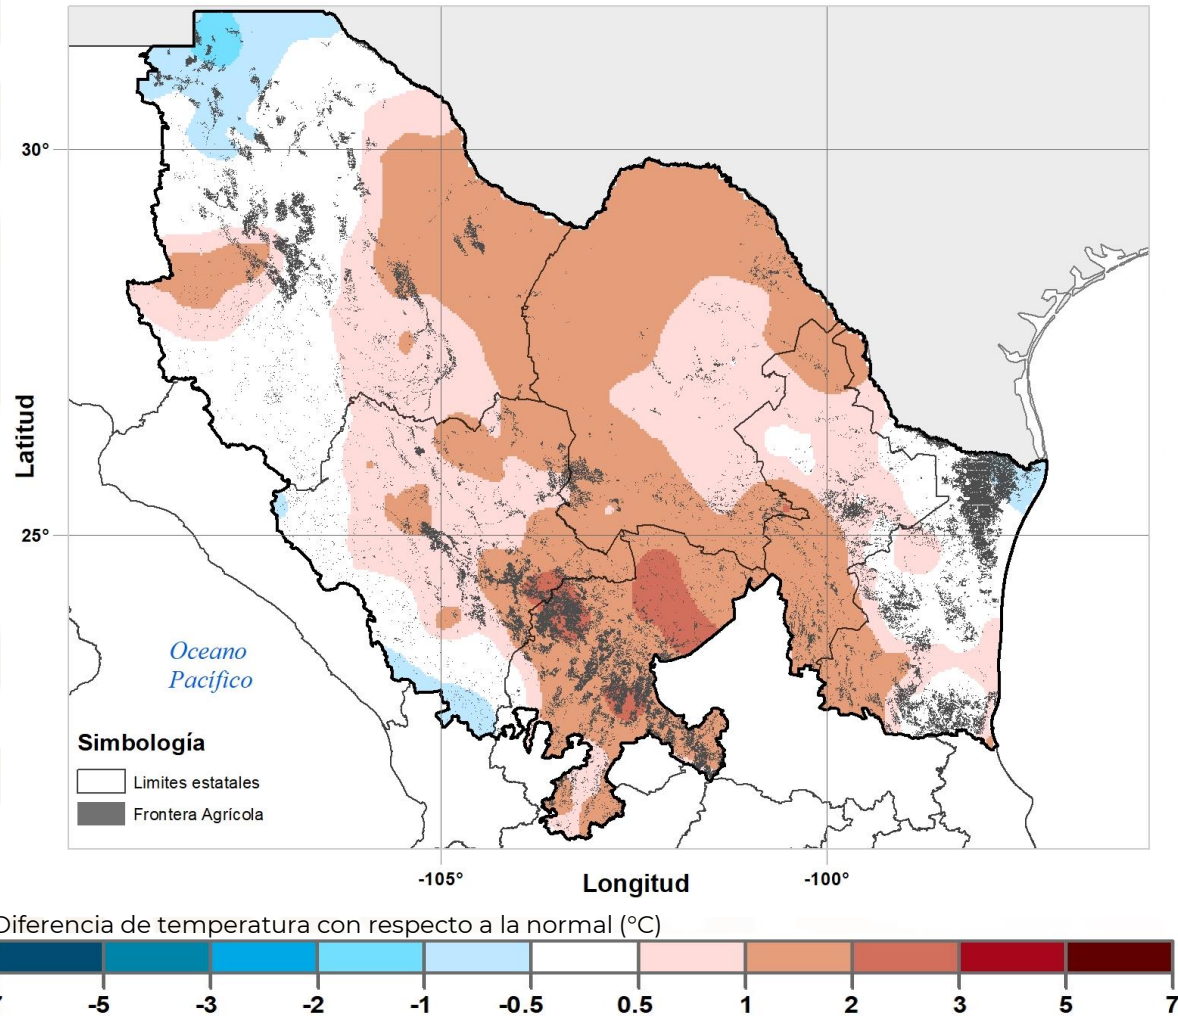 30°
Latitud
25°
Oceano
Pacífico
Simbología
Limites estatales
Frontera Agrícola
-105°
Longitud
-100°
Diferencia de temperatura con respecto a la normal (°C)
-5 -3 -2 -1 -0.5 0.5 1 2 3 5 7